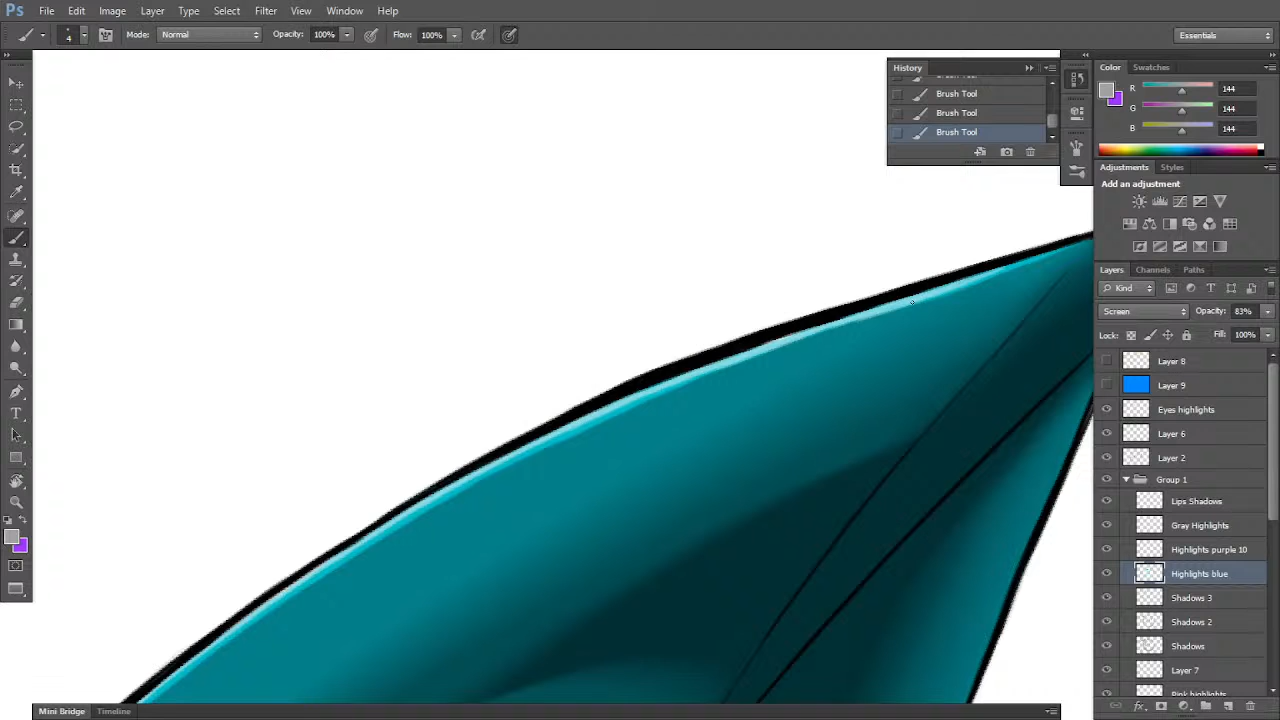 Ps File Edit Image Layer Type Select Filter View Window Help
4 Mode: Normal Opacity: 100% Flow: 100% Essentials
History
Brush Tool
Brush Tool
Brush Tool
Color Swatches
R 144
G 144
B 144
Adjustments Styles
Add an adjustment
Layers Channels Paths
Kind
Screen Opacity: 83%
Lock: Fill: 100%
Layer 8
Layer 9
Eyes highlights
Layer 6
Layer 2
Group 1
Lips Shadows
Gray Highlights
Highlights purple 10
Highlights blue
Shadows 3
Shadows 2
Shadows
Layer 7
Pink highlights
Mini Bridge Timeline